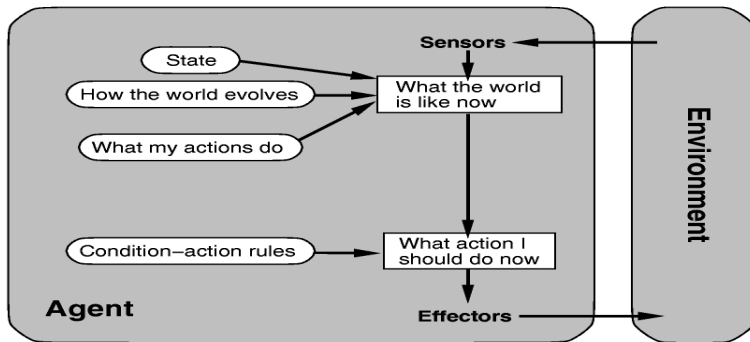 Sensors
State
What the world
is like now
How the world evolves
What my actions do
Condition−action rules
What action I
should do now
Agent
Effectors
Environment